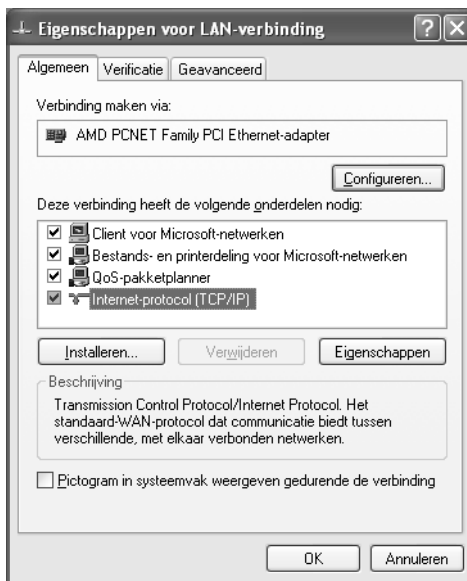 Eigenschappen voor LAN-verbinding
Algemeen Verificatie Geavanceerd
Verbinding maken via:
AMD PCNET Family PCI Ethernet-adapter
Configureren...
Deze verbinding heeft de volgende onderdelen nodig:
Client voor Microsoft-netwerken
Bestands- en printerdeling voor Microsoft-netwerken
QoS-pakketplanner
Internet-protocol (TCP/IP)
Installeren... Verwijderen Eigenschappen
Beschrijving
Transmission Control Protocol/Internet Protocol. Het
standaard-WAN-protocol dat communicatie biedt tussen
verschillende, met elkaar verbonden netwerken.
Pictogram in systeemvak weergeven gedurende de verbinding
OK Annuleren